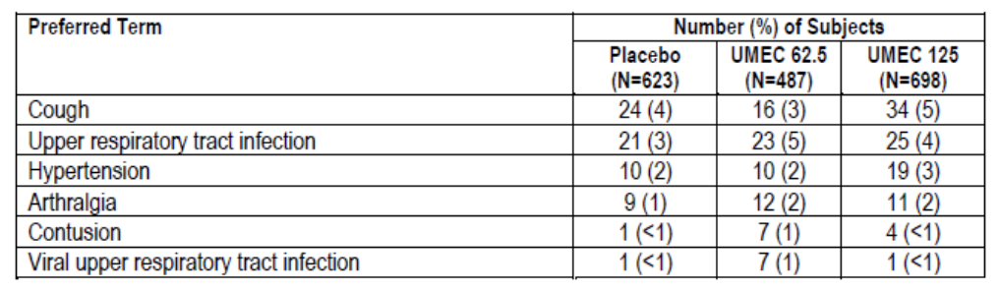 Preferred Term Number (%) of Subjects
Placebo UMEC 62.5 UMEC 125
(N=623) (N=487) (N=698)
Cough 24 (4) 16 (3) 34 (5)
Upper respiratory tract infection 21 (3) 23 (5) 25 (4)
Hypertension 10 (2) 10 (2) 19 (3)
Arthralgia 9 (1) 12 (2) 11 (2)
Contusion 1 (<1) 7 (1) 4 (<1)
Viral upper respiratory tract infection 1 (<1) 7 (1) 1 (<1)